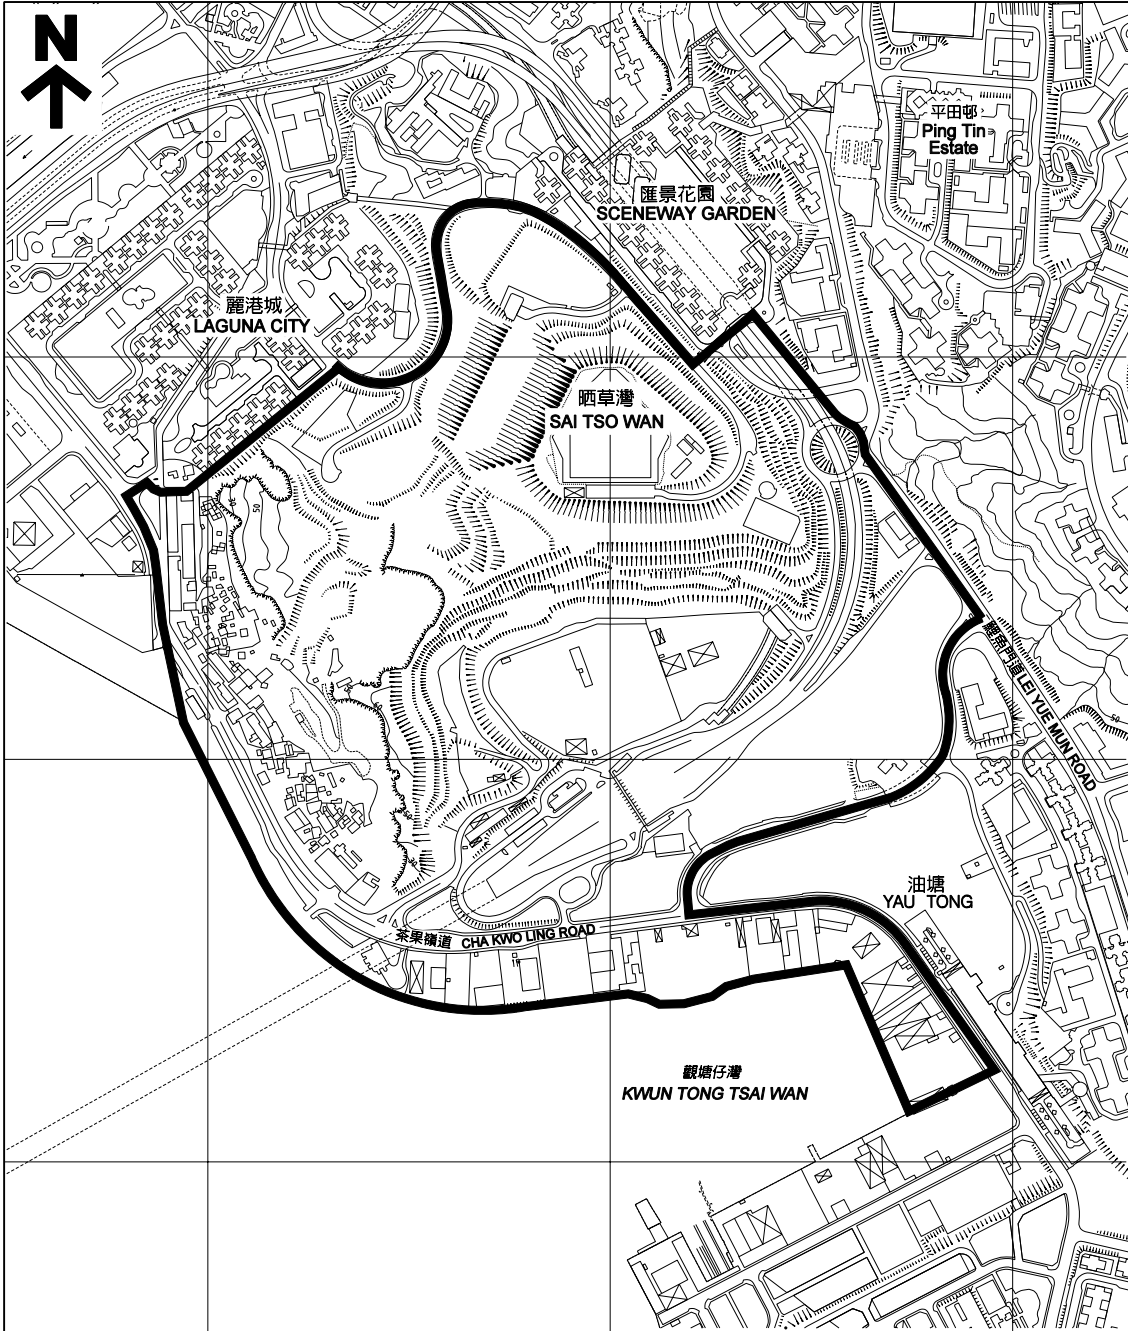 N
平田邨
Ping Tin
Estate
匯景花園
SCENEWAY GARDEN
麗港城
LAGUNA CITY
晒草灣
SAI TSO WAN
50
鯉魚門道 LEI YUE MUN ROAD
50
油塘
YAU TONG
茶果嶺道 CHA KWO LING ROAD
觀塘仔灣
KWUN TONG TSAI WAN